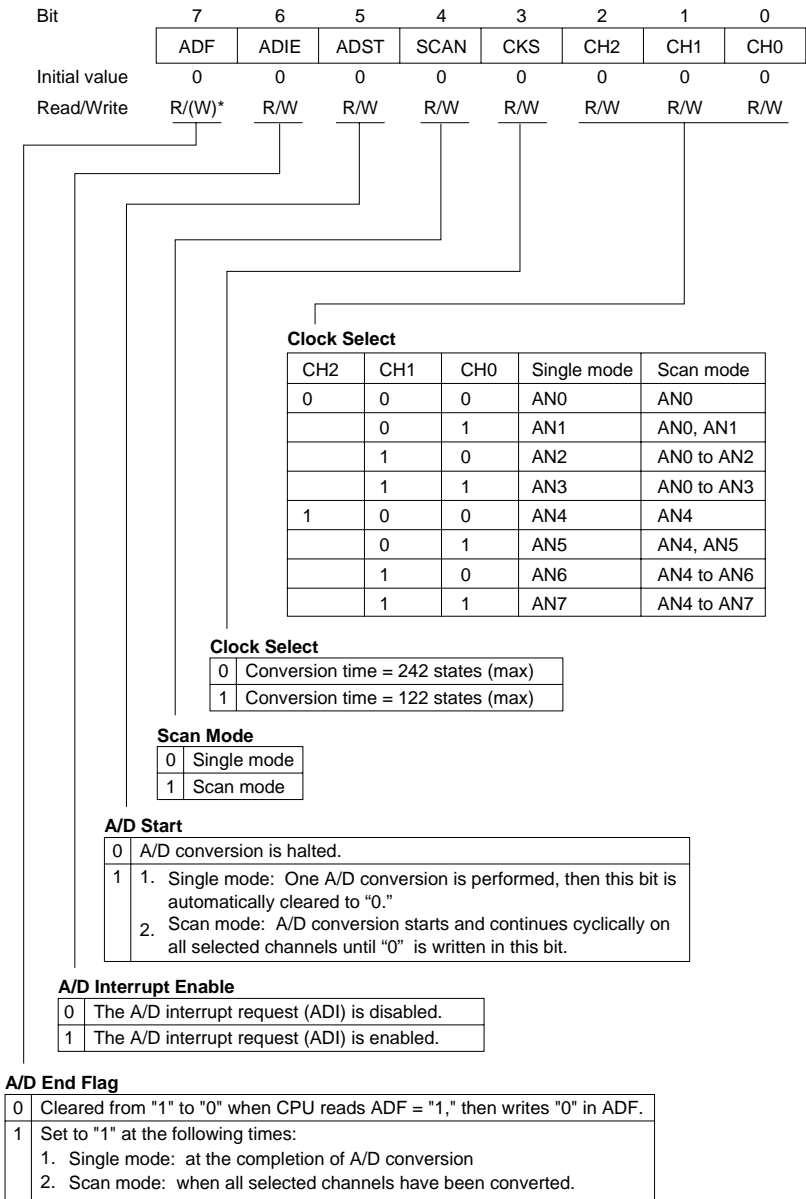 Bit 7 6 5 4 3 2 1 0
ADF ADIE ADST SCAN CKS CH2 CH1 CH0
Initial value 0 0 0 0 0 0 0 0
Read/Write R/(W)* R/W R/W R/W R/W R/W R/W R/W
Clock Select
CH2 CH1 CH0 Single mode Scan mode
0 0 0 AN0 AN0
0 1 AN1 AN0, AN1
1 0 AN2 AN0 to AN2
1 1 AN3 AN0 to AN3
1 0 0 AN4 AN4
0 1 AN5 AN4, AN5
1 0 AN6 AN4 to AN6
1 1 AN7 AN4 to AN7
Clock Select
0 Conversion time = 242 states (max)
1 Conversion time = 122 states (max)
Scan Mode
0 Single mode
1 Scan mode
A/D Start
0 A/D conversion is halted.
1 1. Single mode: One A/D conversion is performed, then this bit is
automatically cleared to “0.”
2. Scan mode: A/D conversion starts and continues cyclically on
all selected channels until “0” is written in this bit.
A/D Interrupt Enable
0 The A/D interrupt request (ADI) is disabled.
1 The A/D interrupt request (ADI) is enabled.
A/D End Flag
0 Cleared from "1" to "0" when CPU reads ADF = "1," then writes "0" in ADF.
1 Set to "1" at the following times:
1. Single mode: at the completion of A/D conversion
2. Scan mode: when all selected channels have been converted.